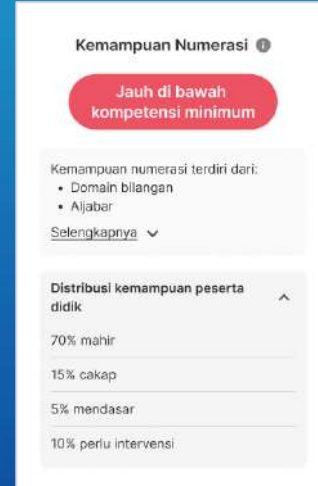 Kemampuan Numerasi
Jauh di bawah
kompetensi minimum
Kemampuan numerasi terdiri dari:
• Domain bilangan
• Aljabar
Selengkapnya
Distribusi kemampuan peserta
didik
70% mahir
15% cakap
5% mendasar
10% perlu intervensi